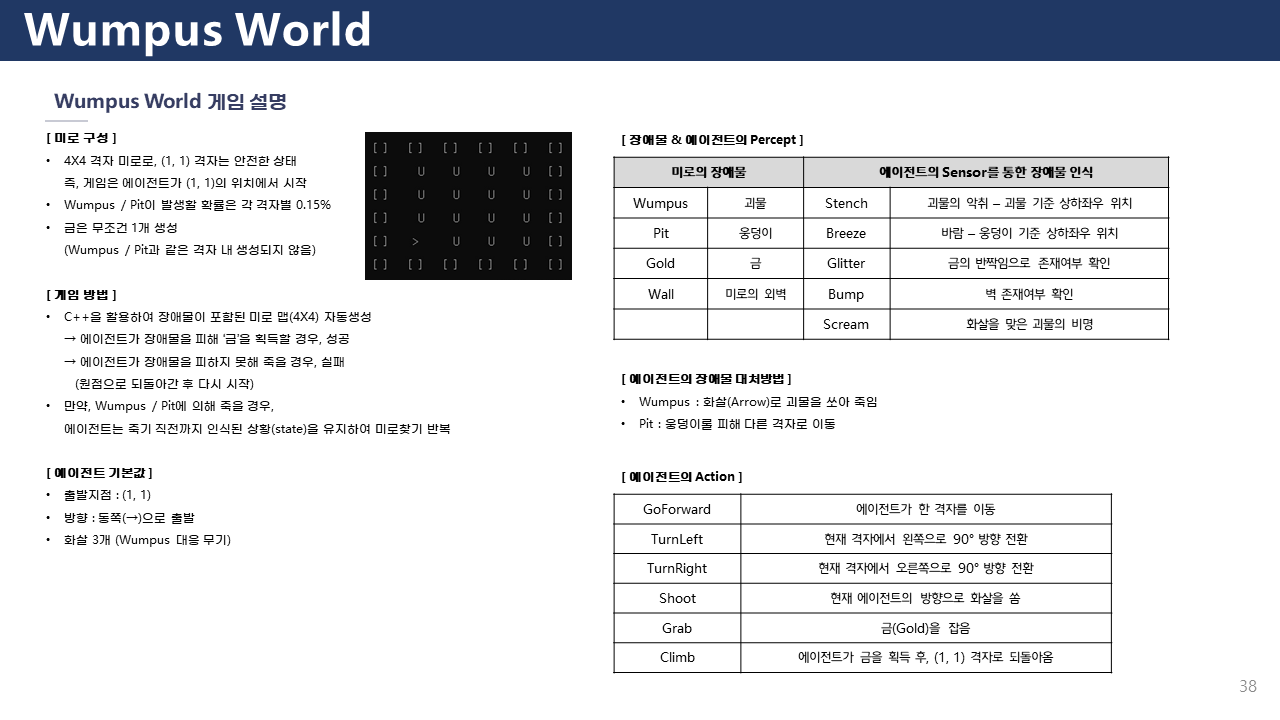 Wumpus World
Wumpus World 게임 설명
[ 미로 구성 ]
• 4X4 격자 미로로, (1, 1) 격자는 안전한 상태
즉, 게임은 에이전트가 (1, 1)의 위치에서 시작
• Wumpus / Pit이 발생활 확률은 각 격자별 0.15%
• 금은 무조건 1개 생성
(Wumpus / Pit과 같은 격자 내 생성되지 않음)
[ ] [ ] [ ] [ ] [ ] [ ]
[ ] U U U U [ ]
[ ] U U U U [ ]
[ ] U U U U [ ]
[ ] > U U U [ ]
[ ] [ ] [ ] [ ] [ ] [ ]
[ 게임 방법 ]
• C++을 활용하여 장애물이 포함된 미로 맵(4X4) 자동생성
→ 에이전트가 장애물을 피해 '금'을 획득할 경우, 성공
→ 에이전트가 장애물을 피하지 못해 죽을 경우, 실패
(원점으로 되돌아간 후 다시 시작)
• 만약, Wumpus / Pit에 의해 죽을 경우,
에이전트는 죽기 직전까지 인식된 상황(state)을 유지하여 미로찾기 반복
[ 에이전트 기본값 ]
• 출발지점 : (1, 1)
• 방향 : 동쪽(→)으로 출발
• 화살 3개 (Wumpus 대응 무기)
[ 장애물 & 에이전트의 Percept ]
미로의 장애물 에이전트의 Sensor를 통한 장애물 인식
Wumpus 괴물 Stench 괴물의 악취 – 괴물 기준 상하좌우 위치
Pit 웅덩이 Breeze 바람 – 웅덩이 기준 상하좌우 위치
Gold 금 Glitter 금의 반짝임으로 존재여부 확인
Wall 미로의 외벽 Bump 벽 존재여부 확인
Scream 화살을 맞은 괴물의 비명
[ 에이전트의 장애물 대처방법 ]
• Wumpus : 화살(Arrow)로 괴물을 쏘아 죽임
• Pit : 웅덩이를 피해 다른 격자로 이동
[ 에이전트의 Action ]
GoForward 에이전트가 한 격자를 이동
TurnLeft 현재 격자에서 왼쪽으로 90° 방향 전환
TurnRight 현재 격자에서 오른쪽으로 90° 방향 전환
Shoot 현재 에이전트의 방향으로 화살을 쏨
Grab 금(Gold)을 잡음
Climb 에이전트가 금을 획득 후, (1, 1) 격자로 되돌아옴
38